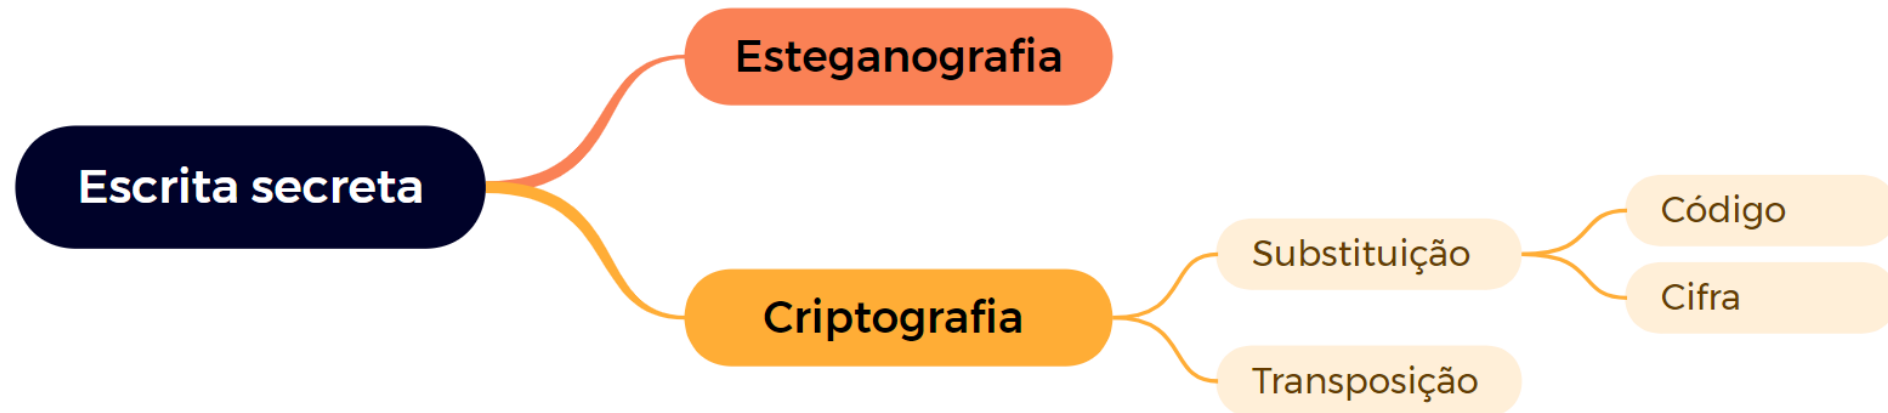 Esteganografia
Escrita secreta
Criptografia
Substituição
Código
Cifra
Transposição